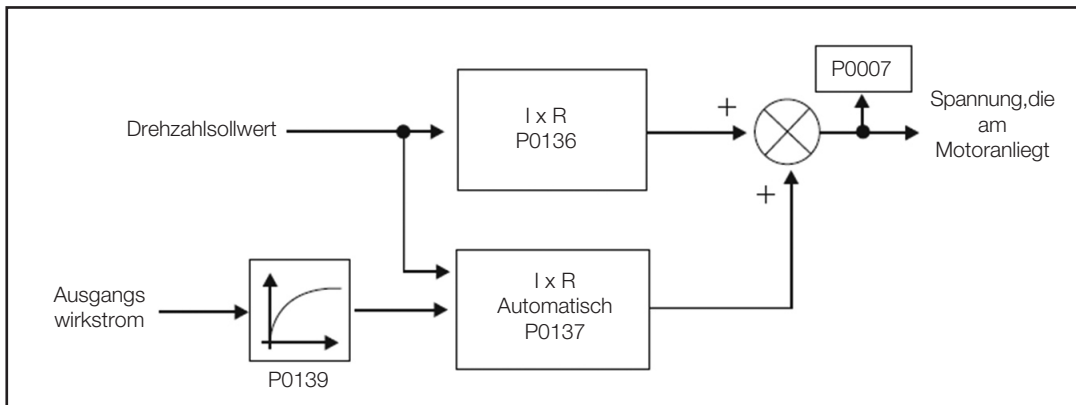 P0007
Drehzahlsollwert
I x R
P0136
+
Spannung,die
am
Motoranliegt
+
Ausgangs
wirkstrom
P0139
I x R
Automatisch
P0137